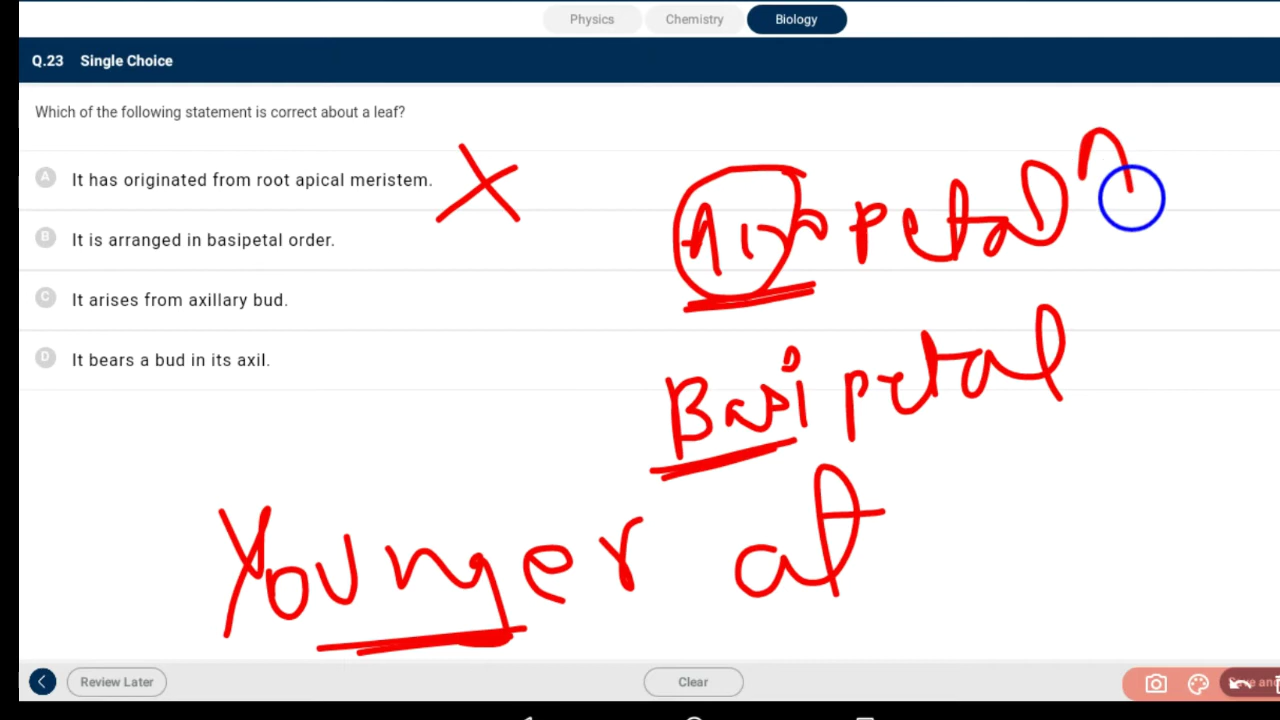 Physics Chemistry Biology
Q.23 Single Choice
Which of the following statement is correct about a leaf?
A It has originated from root apical meristem.
B It is arranged in basipetal order.
C It arises from axillary bud.
D It bears a bud in its axil.
petal
Basipetal
Younger at
Review Later Clear